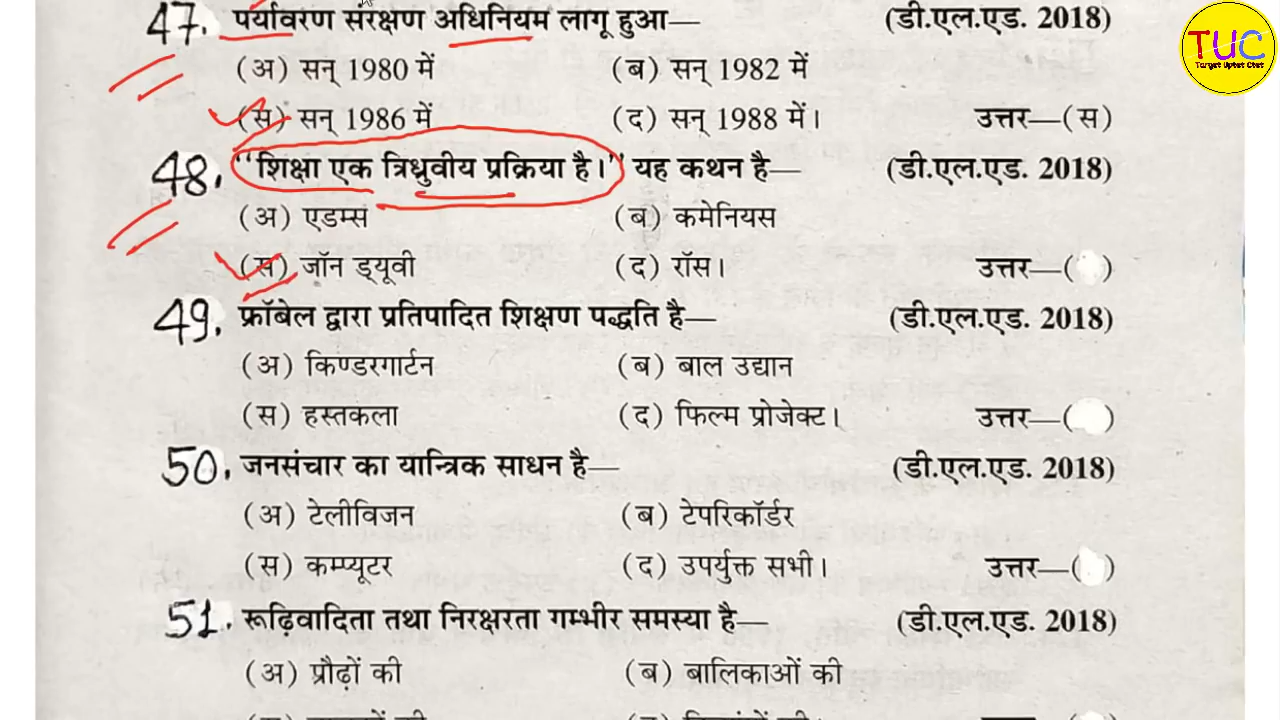 TUC
Target Uptet Ctet
47. पर्यावरण संरक्षण अधिनियम लागू हुआ— (डी.एल.एड. 2018)
(अ) सन् 1980 में (ब) सन् 1982 में
(स) सन् 1986 में (द) सन् 1988 में। उत्तर—(स)
48. "शिक्षा एक त्रिध्रुवीय प्रक्रिया है।" यह कथन है— (डी.एल.एड. 2018)
(अ) एडम्स (ब) कमेनियस
(स) जॉन ड्यूवी (द) रॉस। उत्तर—( )
49. फ्रॉबेल द्वारा प्रतिपादित शिक्षण पद्धति है— (डी.एल.एड. 2018)
(अ) किण्डरगार्टन (ब) बाल उद्यान
(स) हस्तकला (द) फिल्म प्रोजेक्ट। उत्तर—( )
50. जनसंचार का यान्त्रिक साधन है— (डी.एल.एड. 2018)
(अ) टेलीविजन (ब) टेपरिकॉर्डर
(स) कम्प्यूटर (द) उपर्युक्त सभी। उत्तर—( )
51. रूढ़िवादिता तथा निरक्षरता गम्भीर समस्या है— (डी.एल.एड. 2018)
(अ) प्रौढ़ों की (ब) बालिकाओं की